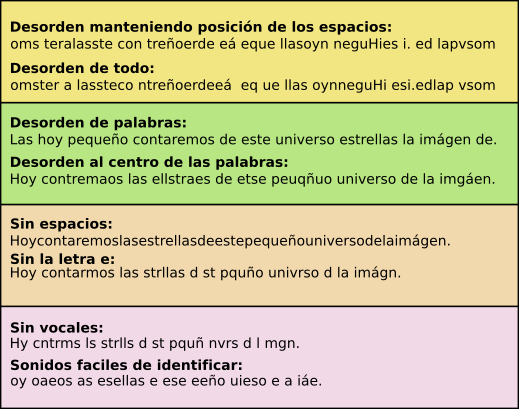 Desorden manteniendo posición de los espacios:
oms teralasste con treñoerde eá eque llasoyn neguHies i. ed lapvsom
Desorden de todo:
omster a lassteco ntreñoerdeeá  eq ue llas oynneguHi esi.edlap vsom
Desorden de palabras:
Las hoy pequeño contaremos de este universo estrellas la imágen de.
Desorden al centro de las palabras:
Hoy contremaos las ellstraes de etse peuqñuo universo de la imgáen.
Sin espacios:
Hoycontaremoslasestrellasdeestepequeñouniversodelaimágen.
Sin la letra e:
Hoy contarmos las strllas d st pquño univrso d la imágn.
Sin vocales:
Hy cntrms ls strlls d st pquñ nvrs d l mgn.
Sonidos faciles de identificar:
oy oaeos as esellas e ese eeño uieso e a iáe.